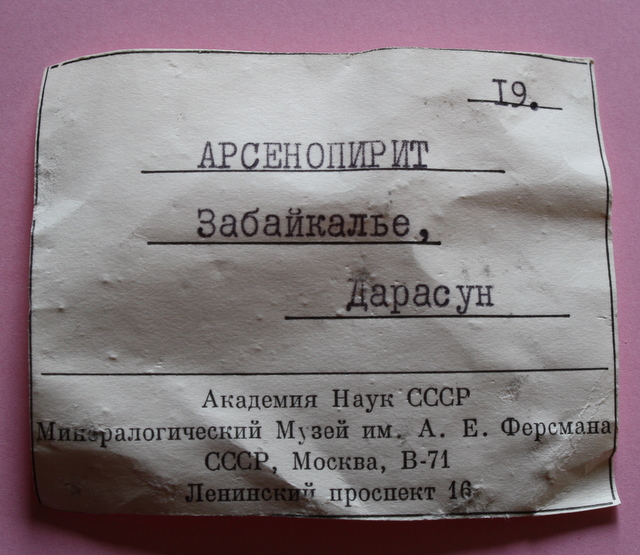 19.
АРСЕНОПИРИТ
Забайкалье,
Дарасун
Академия Наук СССР
Минералогический Музей им. А. Е. Ферсмана
СССР, Москва, В-71
Ленинский проспект 16